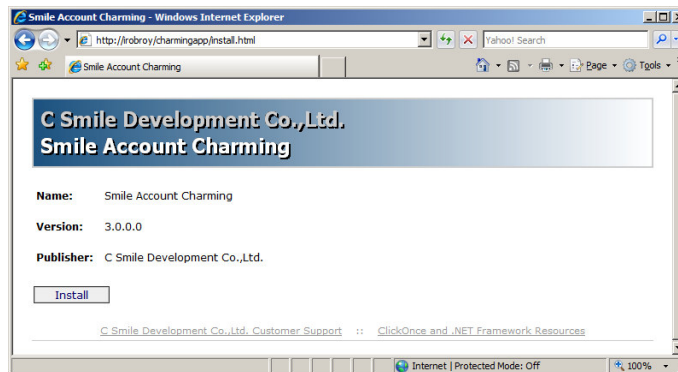 Smile Account Charming - Windows Internet Explorer
http://irobroy/charmingapp/install.html
Yahoo! Search
Smile Account Charming
Page
Tools
C Smile Development Co.,Ltd.
Smile Account Charming
Name: Smile Account Charming
Version: 3.0.0.0
Publisher: C Smile Development Co.,Ltd.
Install
C Smile Development Co.,Ltd. Customer Support :: ClickOnce and .NET Framework Resources
Internet | Protected Mode: Off
100%